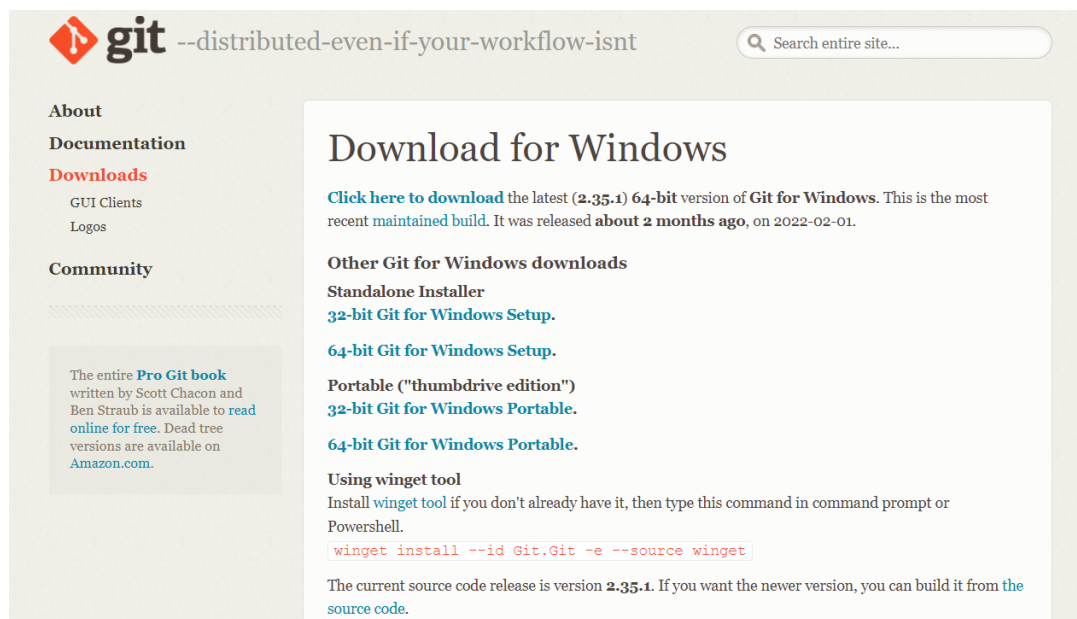 git --distributed-even-if-your-workflow-isnt
Search entire site...
About
Documentation
Downloads
GUI Clients
Logos
Community
The entire Pro Git book
written by Scott Chacon and
Ben Straub is available to read
online for free. Dead tree
versions are available on
Amazon.com.
Download for Windows
Click here to download the latest (2.35.1) 64-bit version of Git for Windows. This is the most
recent maintained build. It was released about 2 months ago, on 2022-02-01.
Other Git for Windows downloads
Standalone Installer
32-bit Git for Windows Setup.
64-bit Git for Windows Setup.
Portable ("thumbdrive edition")
32-bit Git for Windows Portable.
64-bit Git for Windows Portable.
Using winget tool
Install winget tool if you don't already have it, then type this command in command prompt or
Powershell.
winget install --id Git.Git -e --source winget
The current source code release is version 2.35.1. If you want the newer version, you can build it from the
source code.